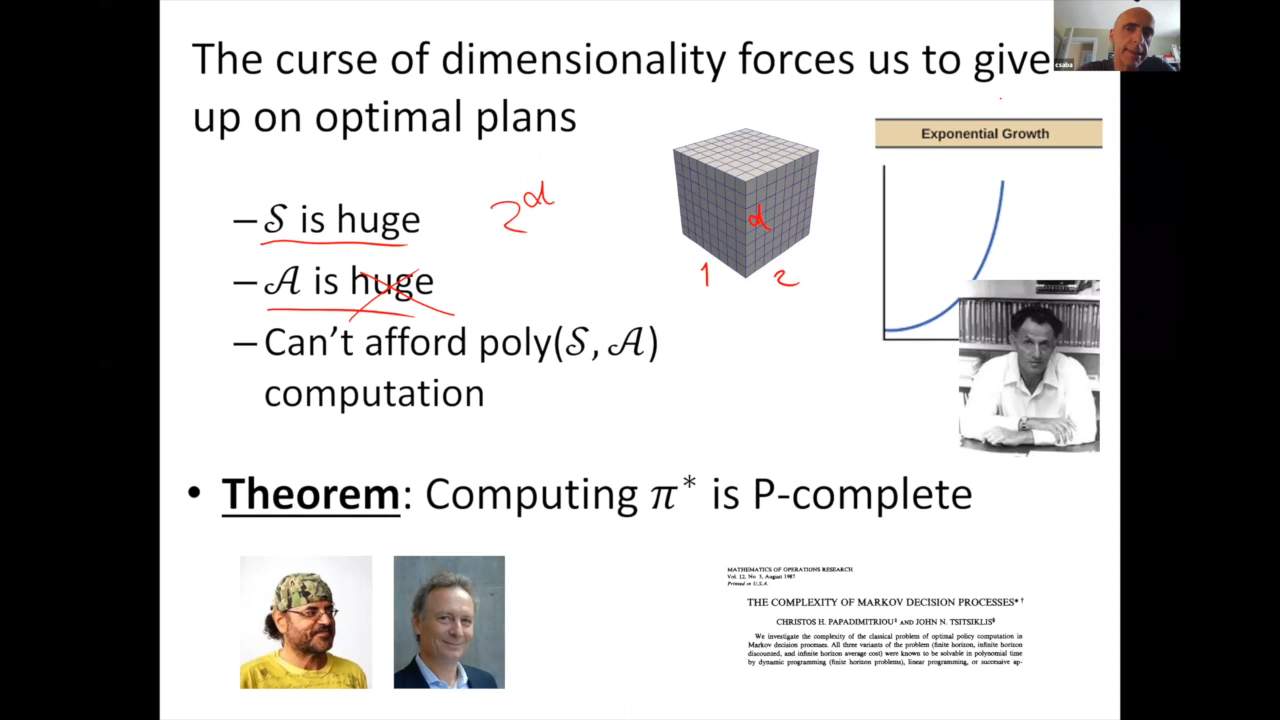 The curse of dimensionality forces us to give
up on optimal plans
csaba
Exponential Growth
– 𝒮 is huge
2^d
d
1
2
– 𝒜 is huge
– Can’t afford poly(𝒮, 𝒜)
computation
• Theorem: Computing π* is P-complete
MATHEMATICS OF OPERATIONS RESEARCH
Vol. 12, No 3, August 1987
Printed in U.S.A.
THE COMPLEXITY OF MARKOV DECISION PROCESSES*†
CHRISTOS H. PAPADIMITRIOU‡ AND JOHN N. TSITSIKLIS§
We investigate the complexity of the classical problem of optimal policy computation in
Markov decision processes. All three variants of the problem (finite horizon, infinite horizon
discounted, and infinite horizon average cost) were known to be solvable in polynomial time
by dynamic programming (finite horizon problems), linear programming, or successive ap-